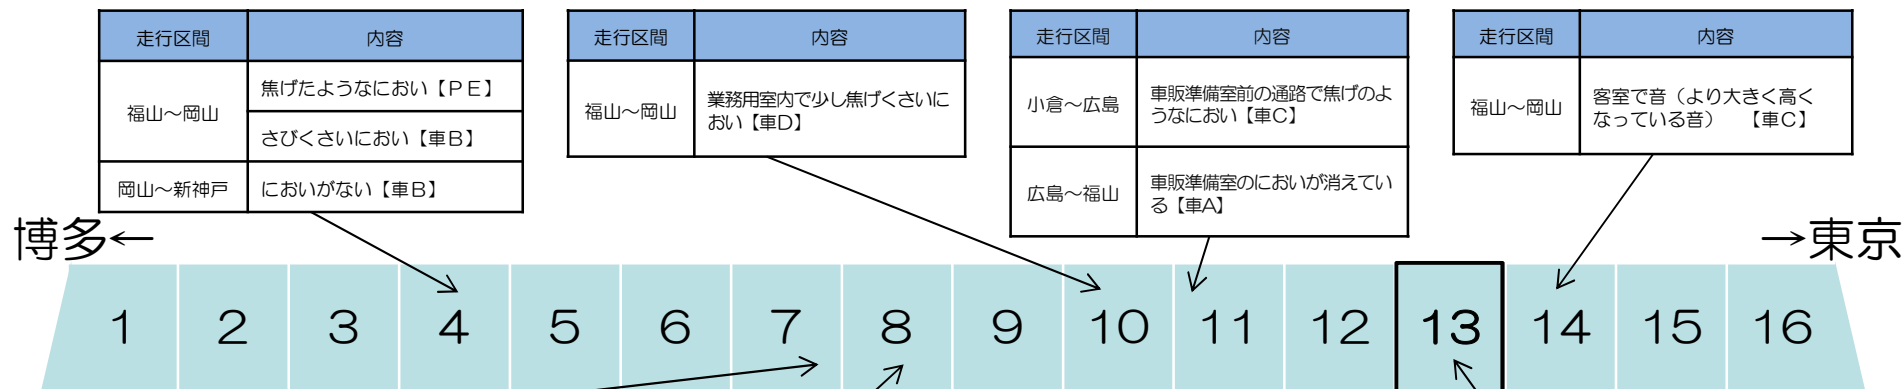 走行区間 内容
福山～岡山 焦げたようなにおい【ＰＥ】
さびくさいにおい【車Ｂ】
岡山～新神戸 においがない【車Ｂ】
走行区間 内容
福山～岡山 業務用室内で少し焦げくさいに
おい【車Ｄ】
走行区間 内容
小倉～広島 車販準備室前の通路で焦げのよ
うなにおい【車Ｃ】
広島～福山 車販準備室のにおいが消えてい
る【車Ａ】
走行区間 内容
福山～岡山 客室で音（より大きく高く
なっている音） 【車Ｃ】
博多←
→東京
1 2 3 4 5 6 7 8 9 10 11 12 13 14 15 16